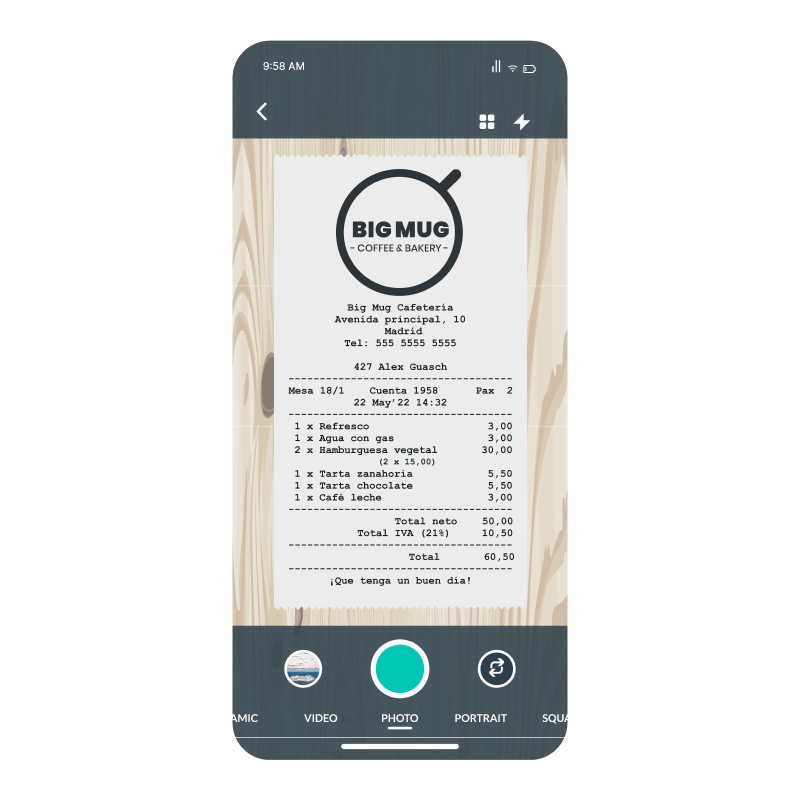 9:58 AM
BIG MUG
- COFFEE & BAKERY -
Big Mug Cafetería
Avenida principal, 10
Madrid
Tel: 555 5555 5555
427 Alex Guasch
Mesa 18/1 Cuenta 1958 Pax 2
22 May'22 14:32
1 x Refresco 3,00
1 x Agua con gas 3,00
2 x Hamburguesa vegetal 30,00
(2 x 15,00)
1 x Tarta zanahoria 5,50
1 x Tarta chocolate 5,50
1 x Café leche 3,00
Total neto 50,00
Total IVA (21%) 10,50
Total 60,50
¡Que tenga un buen día!
AMIC VIDEO PHOTO PORTRAIT SQUA